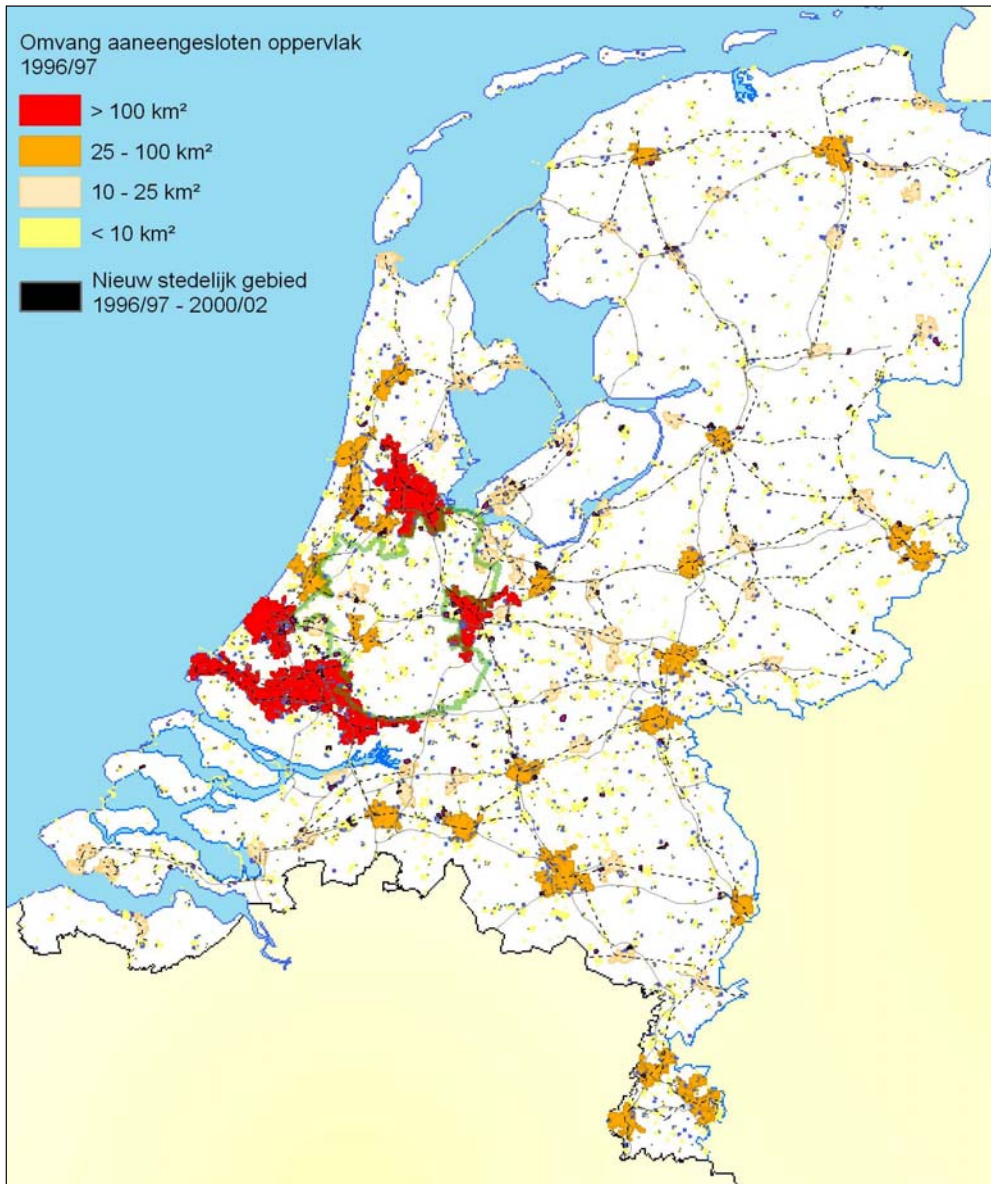 Omvang aaneengesloten oppervlak
1996/97
> 100 km²
25 - 100 km²
10 - 25 km²
< 10 km²
Nieuw stedelijk gebied
1996/97 - 2000/02